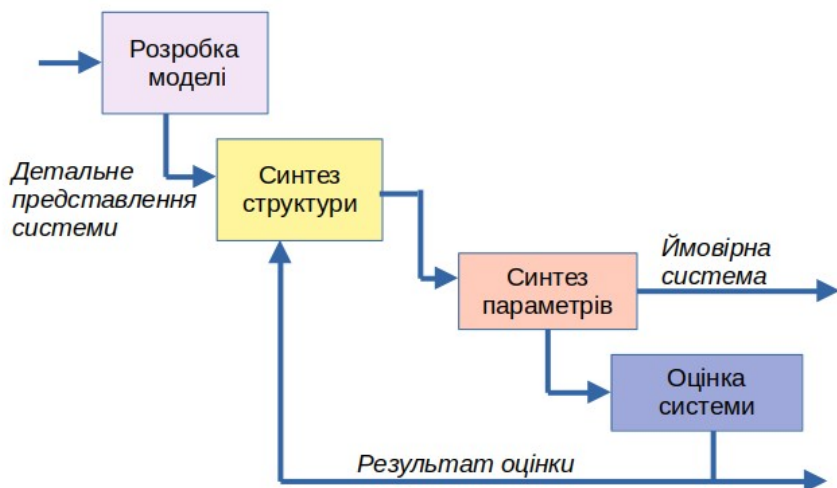 Розробка
моделі
Детальне
представлення
системи
Синтез
структури
Синтез
параметрів
Ймовірна
система
Оцінка
системи
Результат оцінки